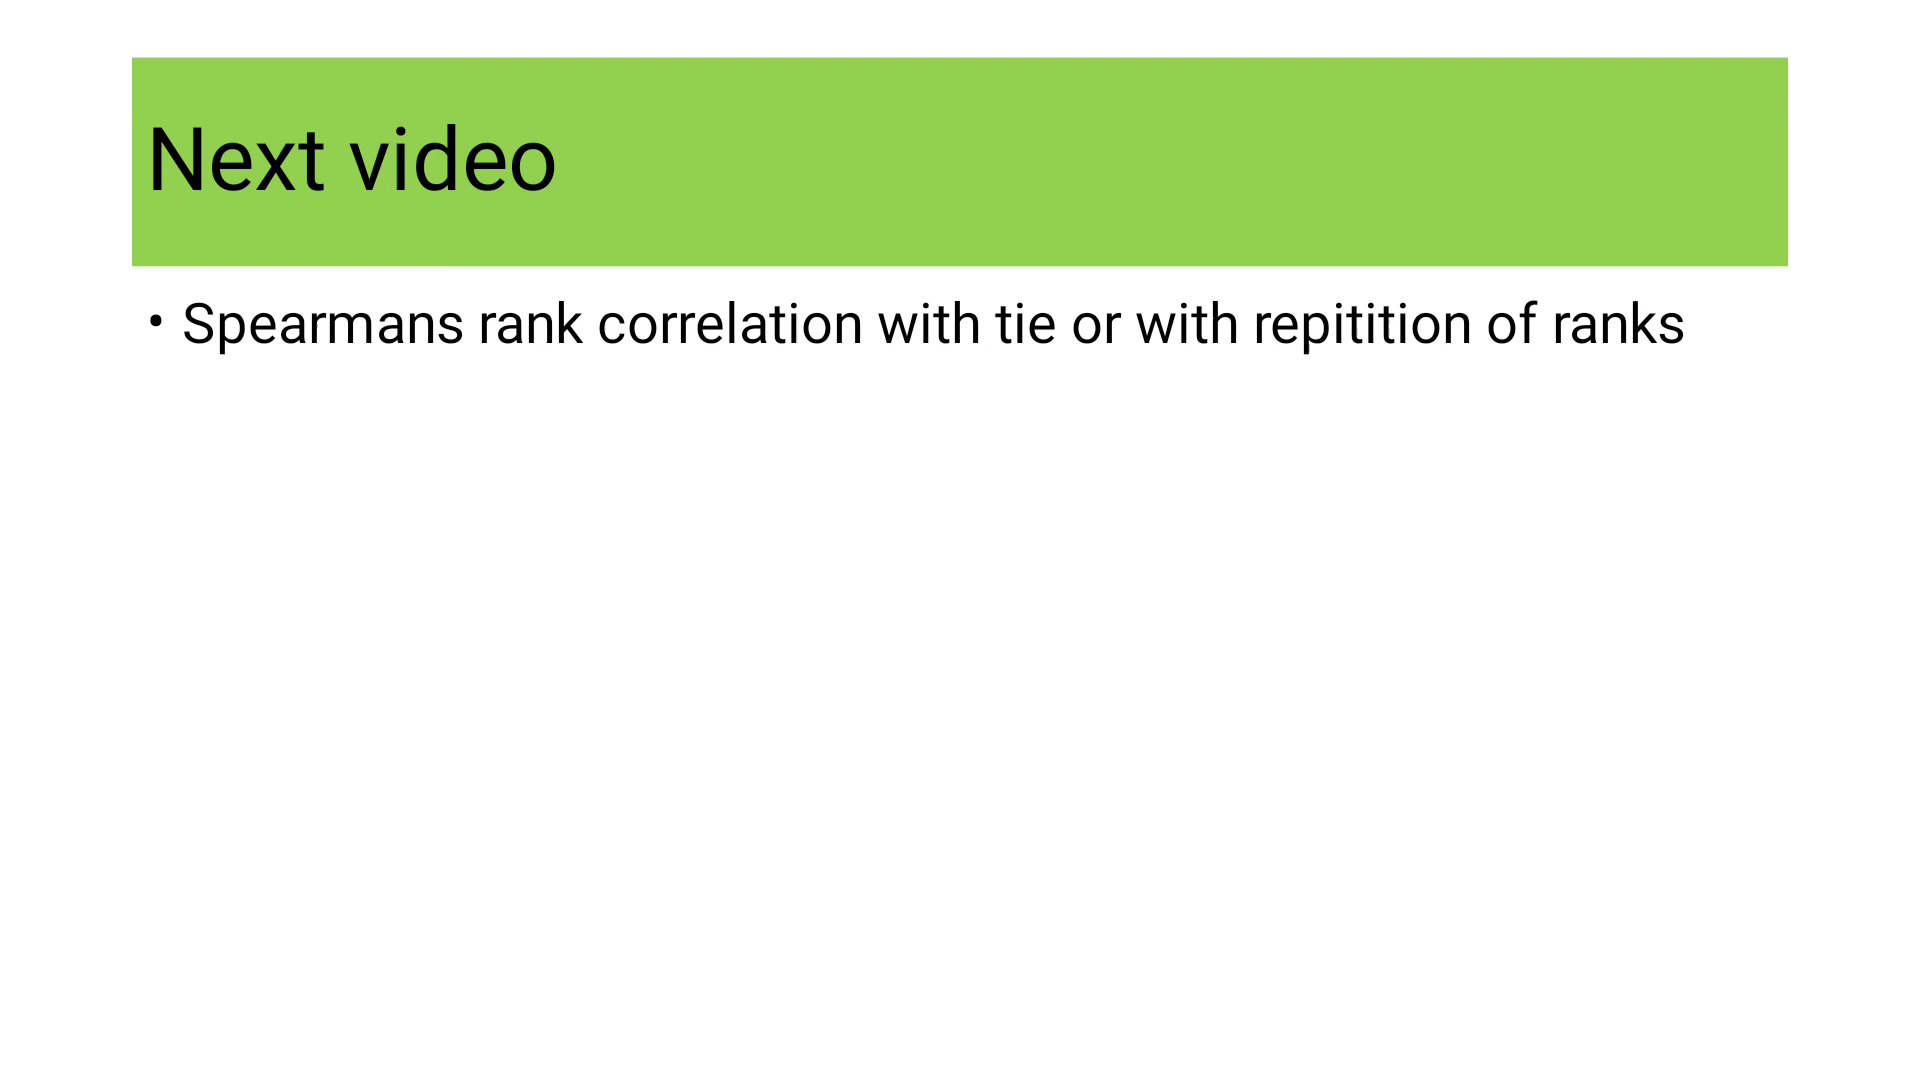 Next video
• Spearmans rank correlation with tie or with repitition of ranks